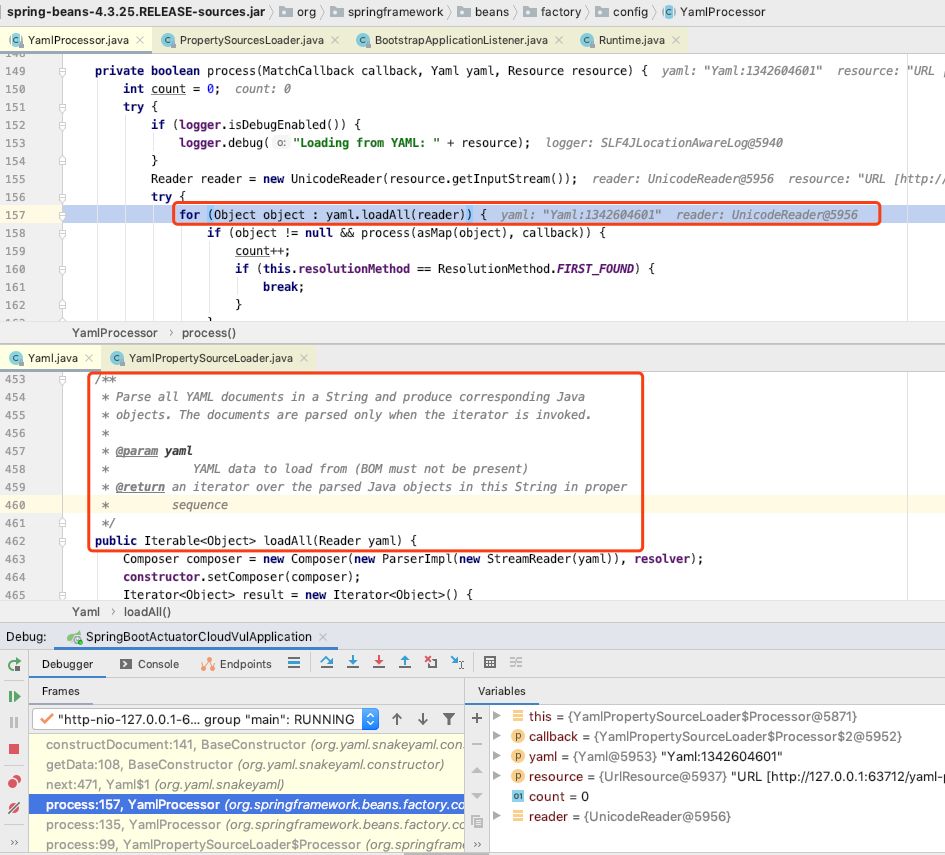 spring-beans-4.3.25.RELEASE-sources.jar org springframework beans factory config YamlProcessor
YamlProcessor.java PropertySourcesLoader.java BootstrapApplicationListener.java Runtime.java
149 private boolean process(MatchCallback callback, Yaml yaml, Resource resource) { yaml: "Yaml:1342604601" resource: "URL [
150 int count = 0; count: 0
151 try {
152 if (logger.isDebugEnabled()) {
153 logger.debug( o: "Loading from YAML: " + resource); logger: SLF4JLocationAwareLog@5940
154 }
155 Reader reader = new UnicodeReader(resource.getInputStream()); reader: UnicodeReader@5956 resource: "URL [http://
156 try {
157 for (Object object : yaml.loadAll(reader)) { yaml: "Yaml:1342604601" reader: UnicodeReader@5956
158 if (object != null && process(asMap(object), callback)) {
159 count++;
160 if (this.resolutionMethod == ResolutionMethod.FIRST_FOUND) {
161 break;
162 }
YamlProcessor › process()
Yaml.java YamlPropertySourceLoader.java
453 /**
454 * Parse all YAML documents in a String and produce corresponding Java
455 * objects. The documents are parsed only when the iterator is invoked.
456 *
457 * @param yaml
458 * YAML data to load from (BOM must not be present)
459 * @return an iterator over the parsed Java objects in this String in proper
460 * sequence
461 */
462 public Iterable<Object> loadAll(Reader yaml) {
463 Composer composer = new Composer(new ParserImpl(new StreamReader(yaml)), resolver);
464 constructor.setComposer(composer);
465 Iterator<Object> result = new Iterator<Object>() {
Yaml › loadAll()
Debug: SpringBootActuatorCloudVulApplication
Debugger Console Endpoints
Frames Variables
"http-nio-127.0.0.1-6... group "main": RUNNING
constructDocument:141, BaseConstructor (org.yaml.snakeyaml.con
getData:108, BaseConstructor (org.yaml.snakeyaml.constructor)
next:471, Yaml$1 (org.yaml.snakeyaml)
process:157, YamlProcessor (org.springframework.beans.factory.co
process:135, YamlProcessor (org.springframework.beans.factory.co
process:99, YamlPropertySourceLoader$Processor (org.springfram
this = {YamlPropertySourceLoader$Processor@5871}
callback = {YamlPropertySourceLoader$Processor$2@5952}
yaml = {Yaml@5953} "Yaml:1342604601"
resource = {UrlResource@5937} "URL [http://127.0.0.1:63712/yaml-p
count = 0
reader = {UnicodeReader@5956}